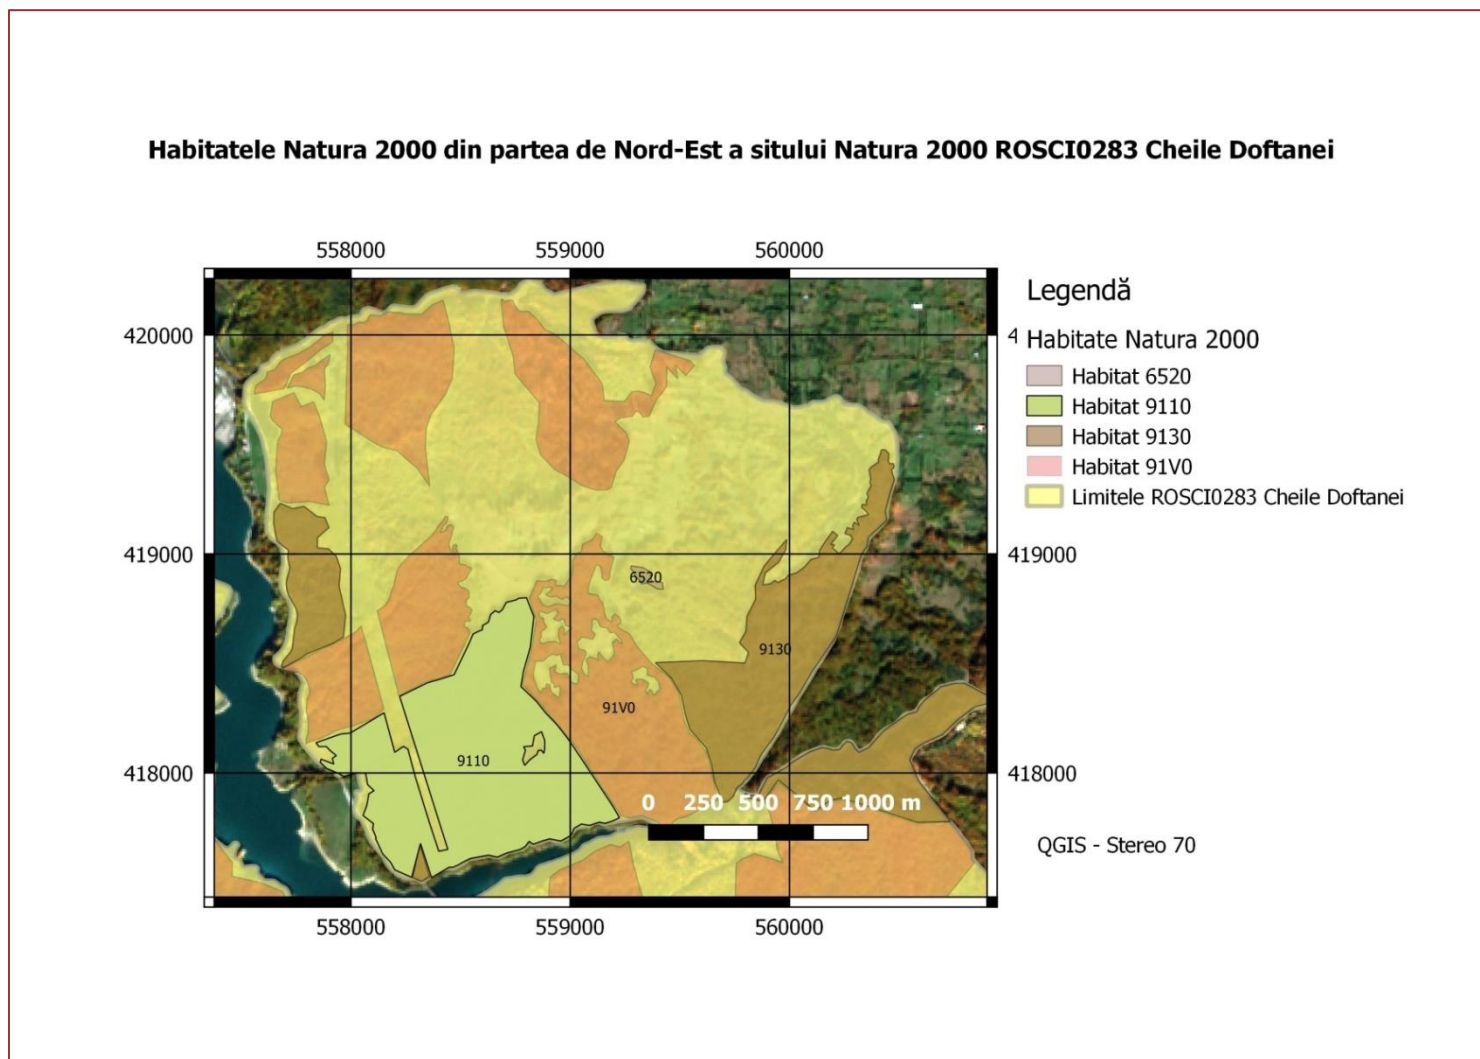 Habitatele Natura 2000 din partea de Nord-Est a sitului Natura 2000 ROSCI0283 Cheile Doftanei
558000 559000 560000
420000 4
419000 419000
418000 418000
558000 559000 560000
6520
9130
91V0
9110
0 250 500 750 1000 m
Legendă
Habitate Natura 2000
Habitat 6520
Habitat 9110
Habitat 9130
Habitat 91V0
Limitele ROSCI0283 Cheile Doftanei
QGIS - Stereo 70